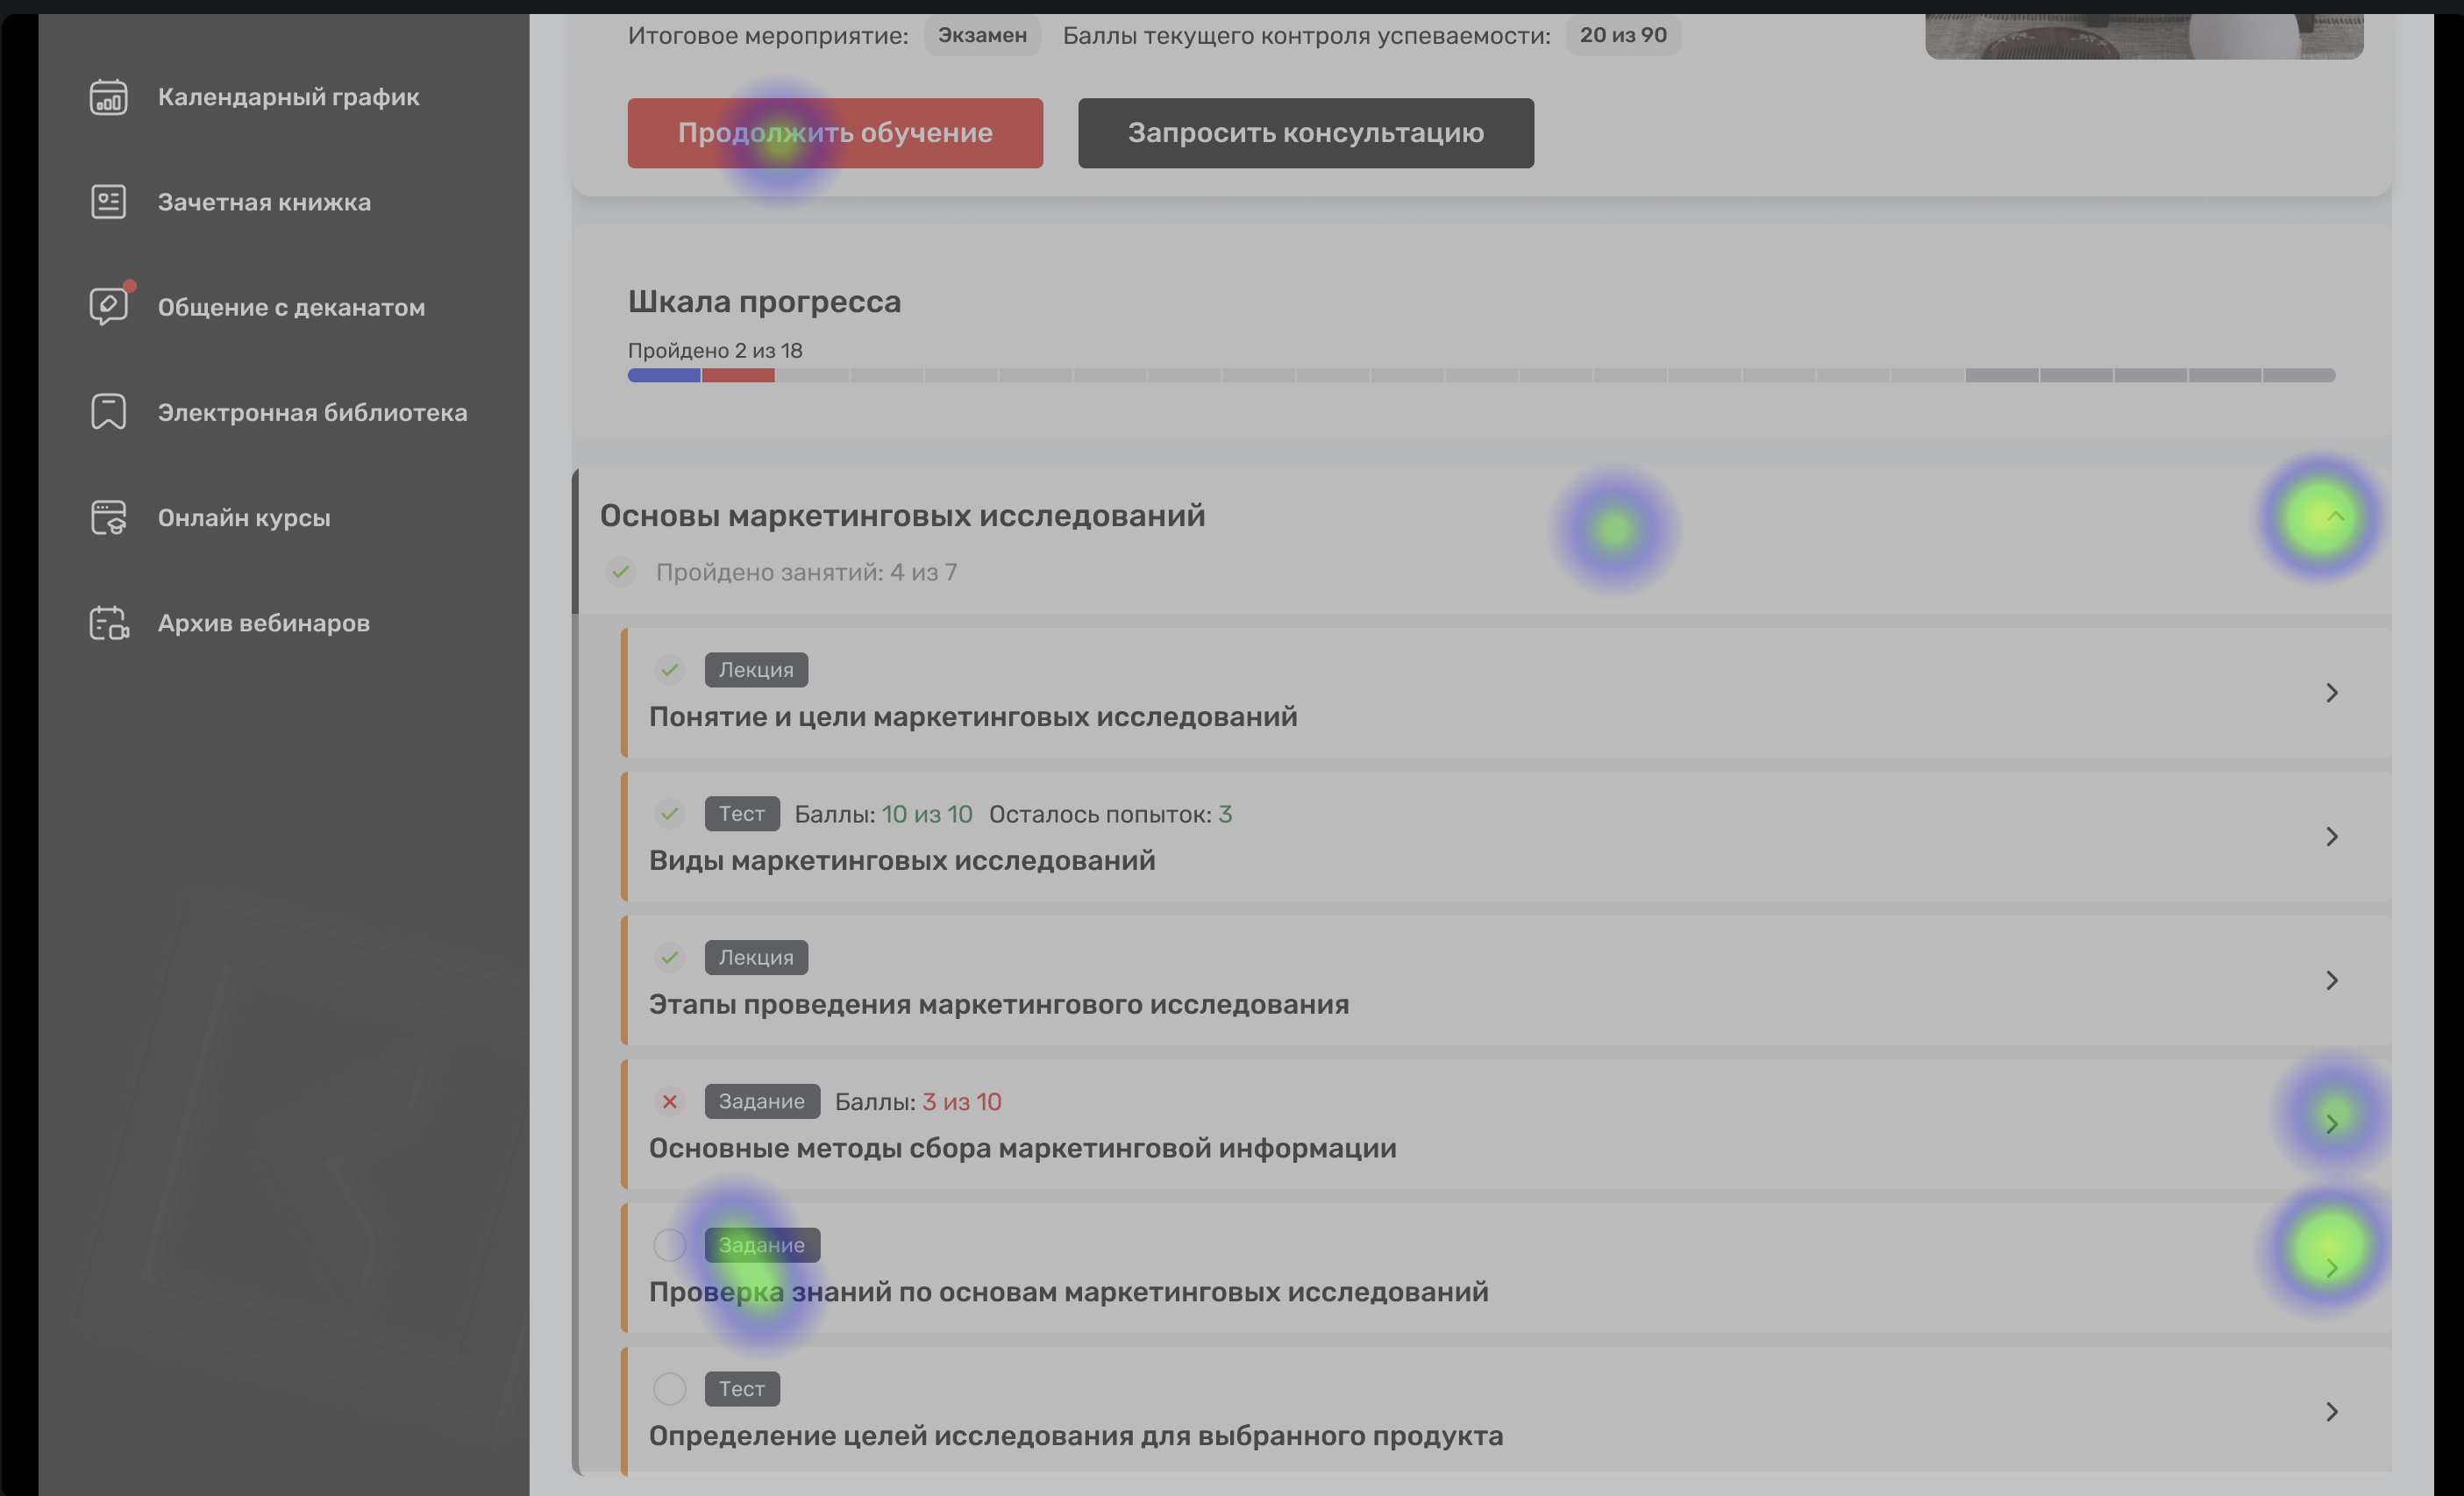 Календарный график
Зачетная книжка
Общение с деканатом
Электронная библиотека
Онлайн курсы
Архив вебинаров
Итоговое мероприятие: Экзамен Баллы текущего контроля успеваемости: 20 из 90
Продолжить обучение Запросить консультацию
Шкала прогресса
Пройдено 2 из 18
Основы маркетинговых исследований
Пройдено занятий: 4 из 7
Лекция
Понятие и цели маркетинговых исследований
Тест Баллы: 10 из 10 Осталось попыток: 3
Виды маркетинговых исследований
Лекция
Этапы проведения маркетингового исследования
Задание Баллы: 3 из 10
Основные методы сбора маркетинговой информации
Задание
Проверка знаний по основам маркетинговых исследований
Тест
Определение целей исследования для выбранного продукта